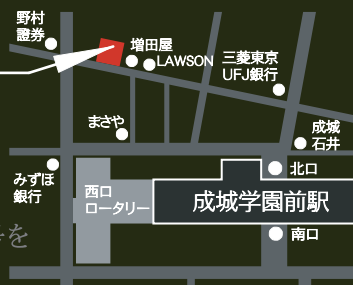 野村
證券
増田屋
LAWSON
三菱東京
UFJ銀行
まさや
成城
石井
みずほ
銀行
西口
ロータリー
北口
成城学園前駅
南口
を